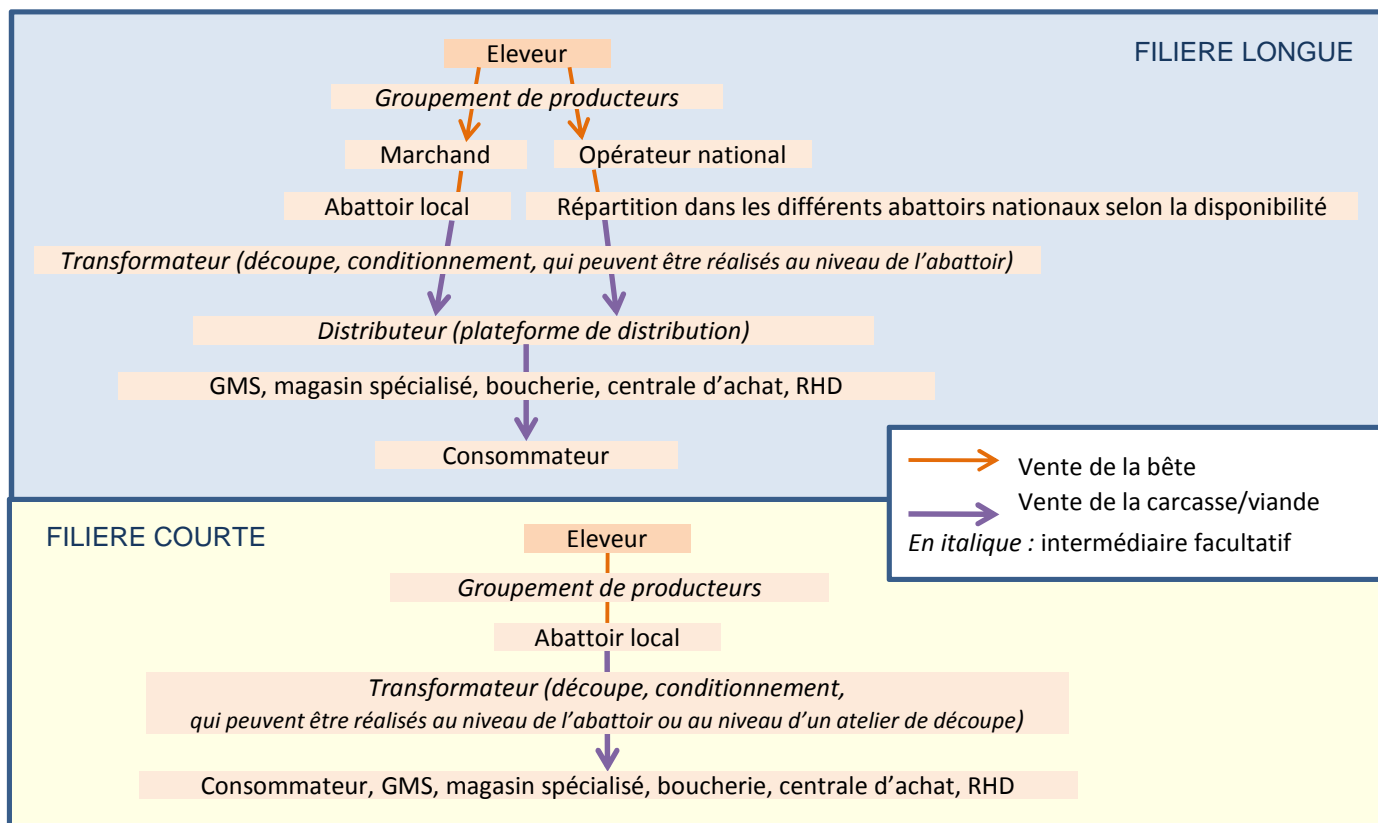 FILIERE LONGUE
Eleveur
Groupement de producteurs
Marchand
Opérateur national
Abattoir local
Répartition dans les différents abattoirs nationaux selon la disponibilité
Transformateur (découpe, conditionnement, qui peuvent être réalisés au niveau de l’abattoir)
Distributeur (plateforme de distribution)
GMS, magasin spécialisé, boucherie, centrale d’achat, RHD
Consommateur
Vente de la bête
Vente de la carcasse/viande
En italique : intermédiaire facultatif
FILIERE COURTE
Eleveur
Groupement de producteurs
Abattoir local
Transformateur (découpe, conditionnement,
qui peuvent être réalisés au niveau de l’abattoir ou au niveau d’un atelier de découpe)
Consommateur, GMS, magasin spécialisé, boucherie, centrale d’achat, RHD